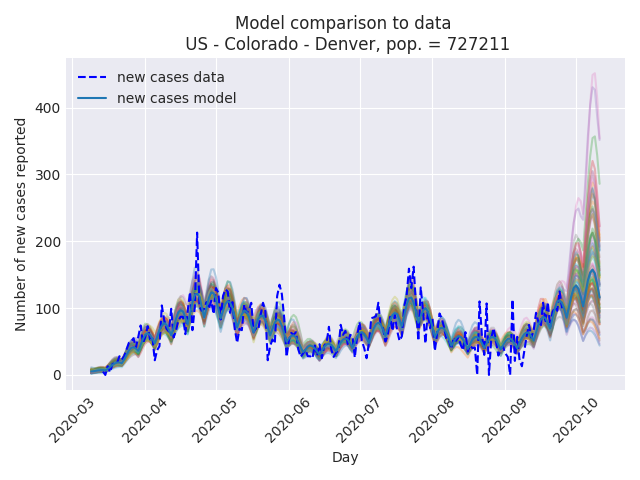 Model comparison to data
US - Colorado - Denver, pop. = 727211
new cases data
new cases model
Number of new cases reported
400
300
200
100
0
2020-03
2020-04
2020-05
2020-06
2020-07
2020-08
2020-09
2020-10
Day